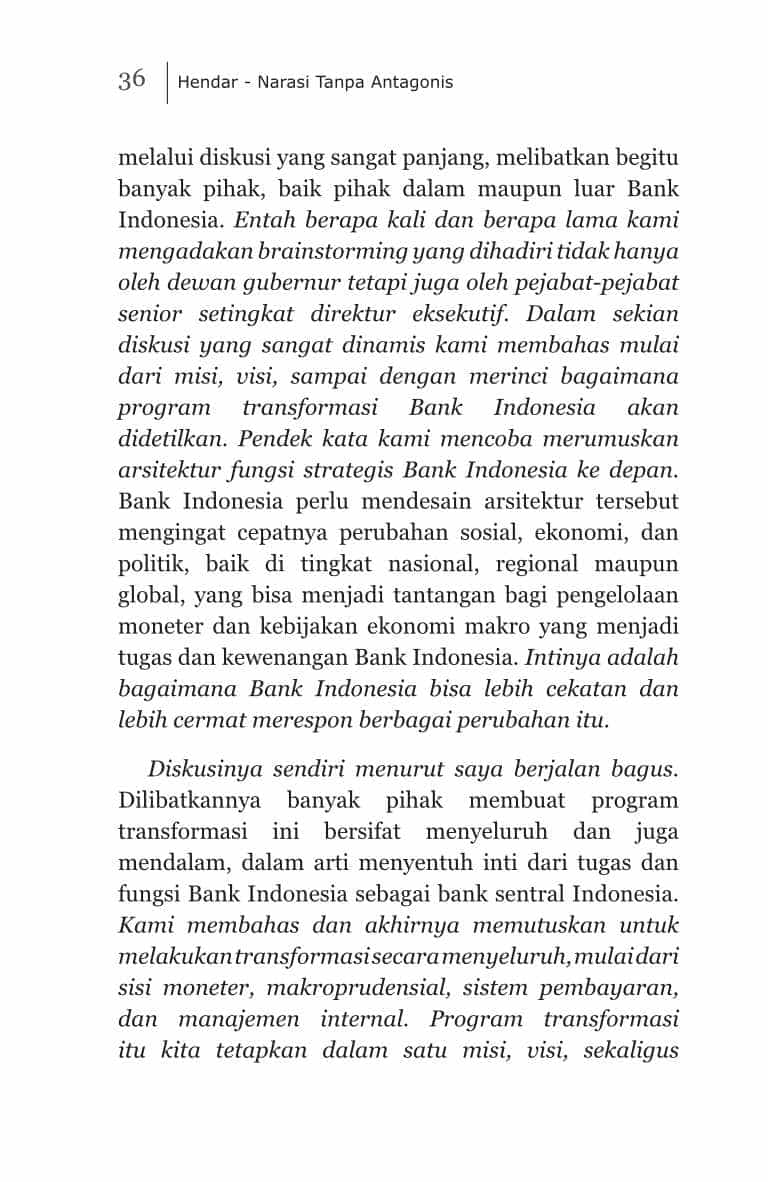 36 Hendar - Narasi Tanpa Antagonis
melalui diskusi yang sangat panjang, melibatkan begitu
banyak pihak, baik pihak dalam maupun luar Bank
Indonesia. Entah berapa kali dan berapa lama kami
mengadakan brainstorming yang dihadiri tidak hanya
oleh dewan gubernur tetapi juga oleh pejabat-pejabat
senior setingkat direktur eksekutif. Dalam sekian
diskusi yang sangat dinamis kami membahas mulai
dari misi, visi, sampai dengan merinci bagaimana
program transformasi Bank Indonesia akan
didetilkan. Pendek kata kami mencoba merumuskan
arsitektur fungsi strategis Bank Indonesia ke depan.
Bank Indonesia perlu mendesain arsitektur tersebut
mengingat cepatnya perubahan sosial, ekonomi, dan
politik, baik di tingkat nasional, regional maupun
global, yang bisa menjadi tantangan bagi pengelolaan
moneter dan kebijakan ekonomi makro yang menjadi
tugas dan kewenangan Bank Indonesia. Intinya adalah
bagaimana Bank Indonesia bisa lebih cekatan dan
lebih cermat merespon berbagai perubahan itu.
Diskusinya sendiri menurut saya berjalan bagus.
Dilibatkannya banyak pihak membuat program
transformasi ini bersifat menyeluruh dan juga
mendalam, dalam arti menyentuh inti dari tugas dan
fungsi Bank Indonesia sebagai bank sentral Indonesia.
Kami membahas dan akhirnya memutuskan untuk
melakukan transformasi secara menyeluruh, mulai dari
sisi moneter, makroprudensial, sistem pembayaran,
dan manajemen internal. Program transformasi
itu kita tetapkan dalam satu misi, visi, sekaligus